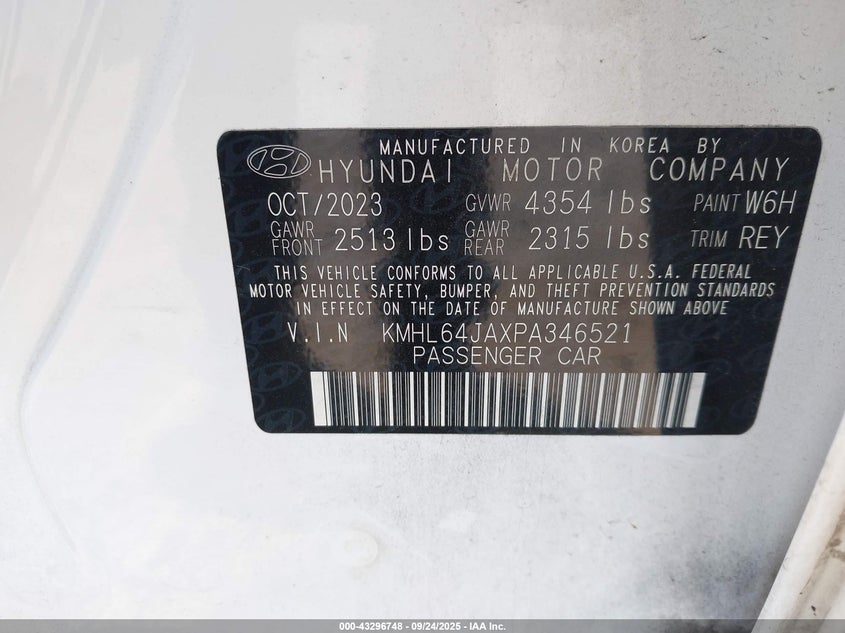 MANUFACTURED IN KOREA BY
HYUNDAI MOTOR COMPANY
OCT/2023 GVWR 4354 lbs PAINT W6H
GAWR FRONT 2513 lbs GAWR REAR 2315 lbs TRIM REY
THIS VEHICLE CONFORMS TO ALL APPLICABLE U.S.A. FEDERAL
MOTOR VEHICLE SAFETY, BUMPER, AND THEFT PREVENTION STANDARDS
IN EFFECT ON THE DATE OF MANUFACTURE SHOWN ABOVE
V.I.N KMHL64JAXPA346521
PASSENGER CAR
000-43296748 - 09/24/2025 - IAA Inc.